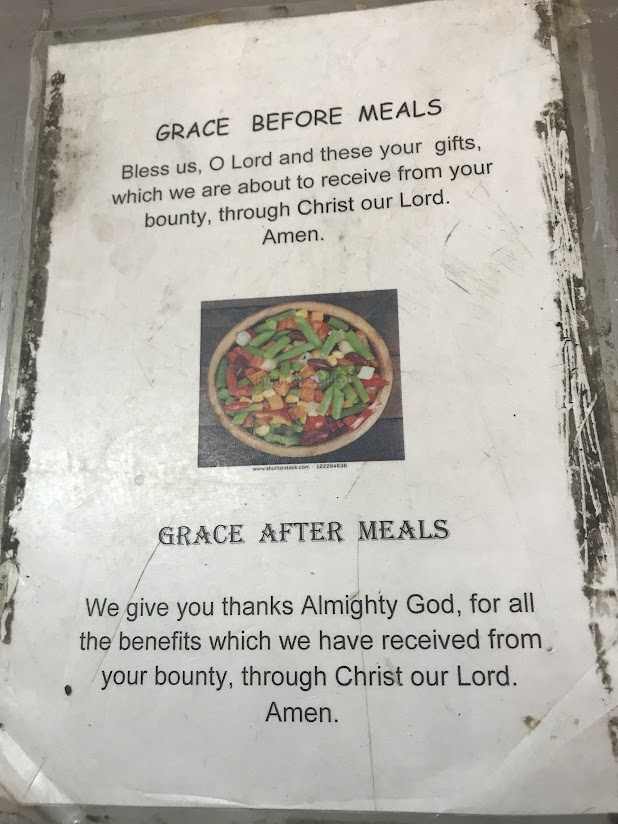 GRACE BEFORE MEALS
Bless us, O Lord and these your gifts,
which we are about to receive from your
bounty, through Christ our Lord.
Amen.
www.shutterstock.com · 122294638
GRACE AFTER MEALS
We give you thanks Almighty God, for all
the benefits which we have received from
your bounty, through Christ our Lord.
Amen.